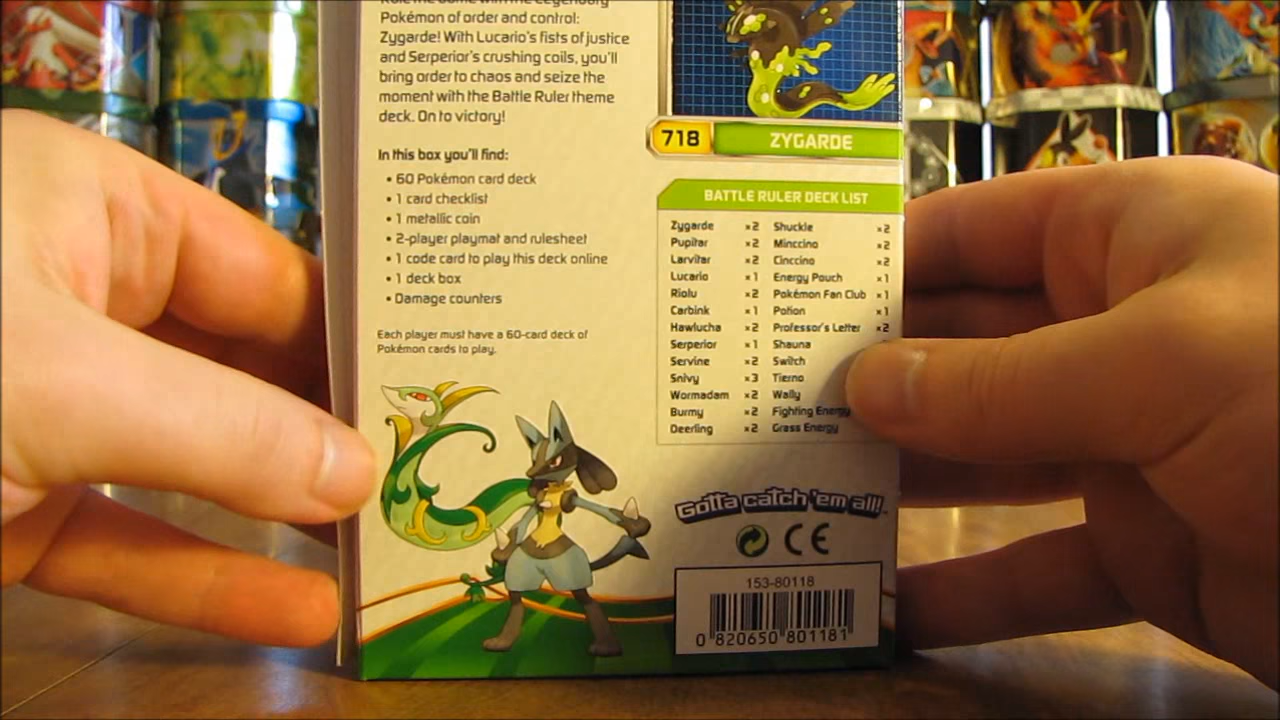 Rule the Game with the Legendary
Pokémon of order and control:
Zygarde! With Lucario's fists of justice
and Serperior's crushing coils, you'll
bring order to chaos and seize the
moment with the Battle Ruler theme
deck. On to victory!
In this box you'll find:
• 60 Pokémon card deck
• 1 card checklist
• 1 metallic coin
• 2-player playmat and rulesheet
• 1 code card to play this deck online
• 1 deck box
• Damage counters
Each player must have a 60-card deck of
Pokémon cards to play.
718 ZYGARDE
BATTLE RULER DECK LIST
Zygarde ×2 Shuckle ×2
Pupitar ×2 Minccino ×2
Larvitar ×2 Cinccino ×2
Lucario ×1 Energy Pouch ×1
Riolu ×2 Pokémon Fan Club ×1
Carbink ×1 Potion ×1
Hawlucha ×2 Professor's Letter ×2
Serperior ×1 Shauna
Servine ×2 Switch
Snivy ×3 Tierno
Wormadam ×2 Wally
Burmy ×2 Fighting Energy
Deerling ×2 Grass Energy
Gotta catch 'em all!™
CE
153-80118
0 820650 801181